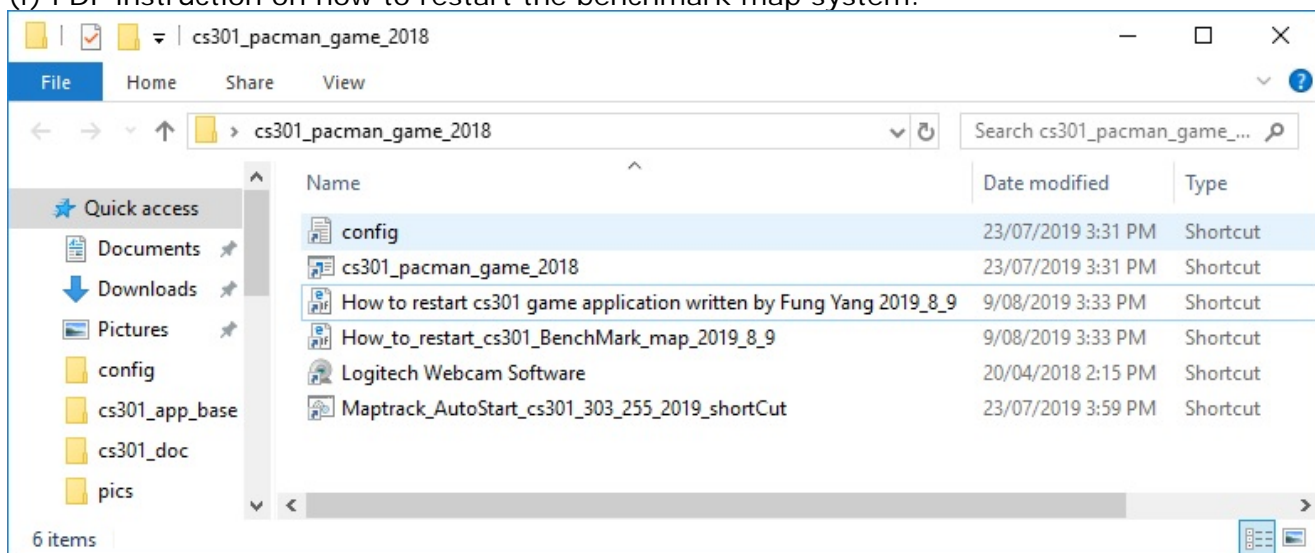 (f) PDF instruction on how to restart the benchmark map system.
cs301_pacman_game_2018
File Home Share View
cs301_pacman_game_2018 Search cs301_pacman_game_...
Name Date modified Type
Quick access
Documents
Downloads
Pictures
config
cs301_app_base
cs301_doc
pics
config 23/07/2019 3:31 PM Shortcut
cs301_pacman_game_2018 23/07/2019 3:31 PM Shortcut
How to restart cs301 game application written by Fung Yang 2019_8_9 9/08/2019 3:33 PM Shortcut
How_to_restart_cs301_BenchMark_map_2019_8_9 9/08/2019 3:33 PM Shortcut
Logitech Webcam Software 20/04/2018 2:15 PM Shortcut
Maptrack_AutoStart_cs301_303_255_2019_shortCut 23/07/2019 3:59 PM Shortcut
6 items